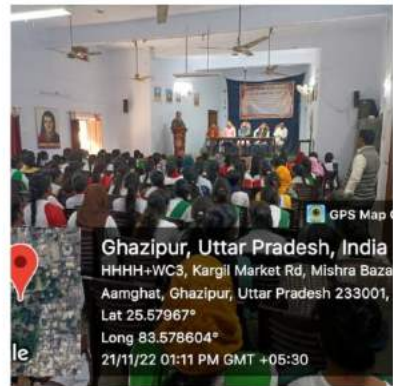 GPS Map C
Ghazipur, Uttar Pradesh, India
HHHH+WC3, Kargil Market Rd, Mishra Baza
Aamghat, Ghazipur, Uttar Pradesh 233001,
Lat 25.57967°
Long 83.578604°
21/11/22 01:11 PM GMT +05:30
le